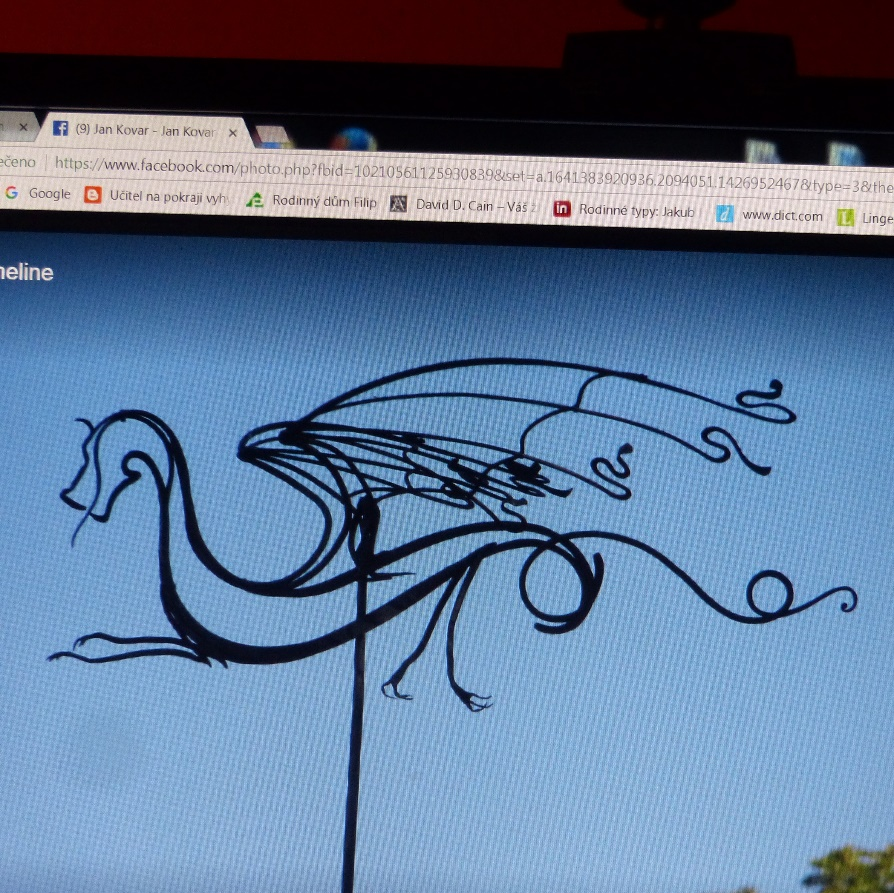 (9) Jan Kovar - Jan Kovar
ečeno https://www.facebook.com/photo.php?fbid=10210561125930839&set=a.1641383920936.2094051.1426952467&type=3&the
Google Učitel na pokraji vyh Rodinný dům Filip David D. Cain – Váš Rodinné typy: Jakub www.dict.com Linge
neline